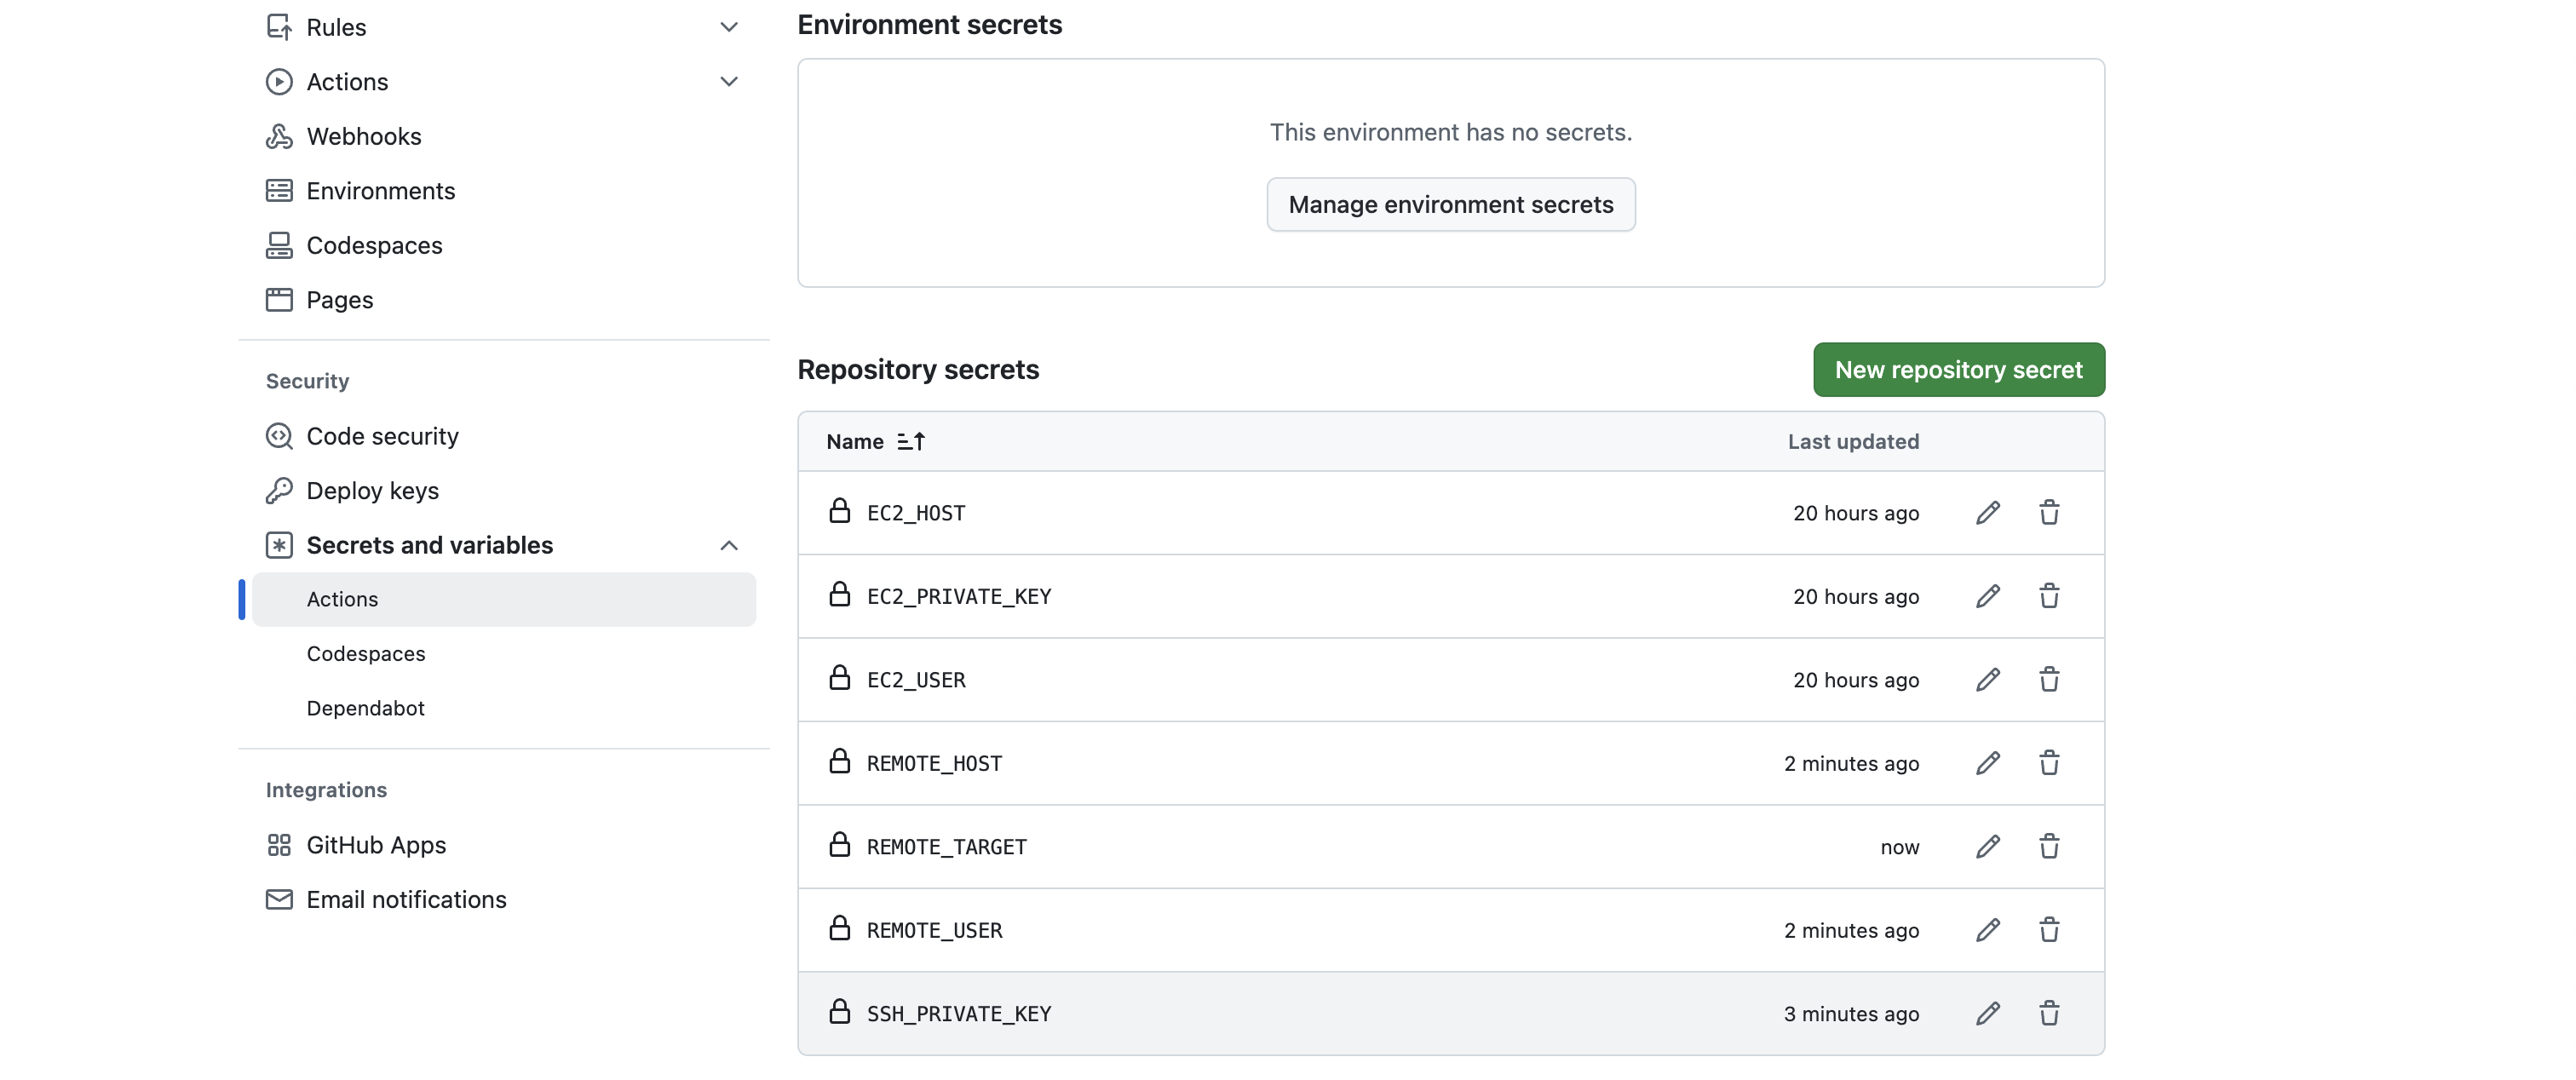 Rules
Actions
Webhooks
Environments
Codespaces
Pages
Security
Code security
Deploy keys
Secrets and variables
Actions
Codespaces
Dependabot
Integrations
GitHub Apps
Email notifications
Environment secrets
This environment has no secrets.
Manage environment secrets
Repository secrets
New repository secret
Name Last updated
EC2_HOST 20 hours ago
EC2_PRIVATE_KEY 20 hours ago
EC2_USER 20 hours ago
REMOTE_HOST 2 minutes ago
REMOTE_TARGET now
REMOTE_USER 2 minutes ago
SSH_PRIVATE_KEY 3 minutes ago